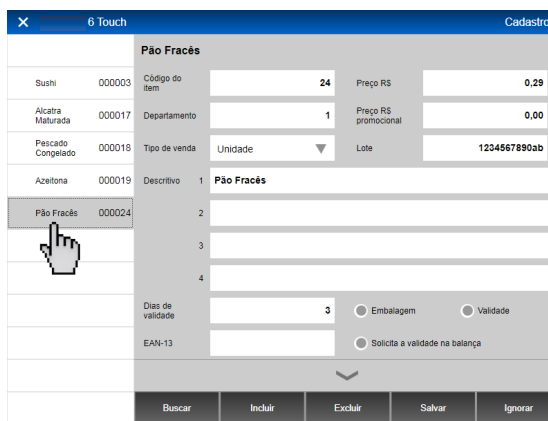 × 6 Touch Cadastro
Pão Fracês
Sushi 000003 Código do item 24 Preço R$ 0,29
Alcatra Maturada 000017 Departamento 1 Preço R$ promocional 0,00
Pescado Congelado 000018 Tipo de venda Unidade Lote 1234567890ab
Azeitona 000019 Descritivo 1 Pão Fracês
Pão Fracês 000024 2
3
4
Dias de validade 3 Embalagem Validade
EAN-13 Solicita a validade na balança
Buscar Incluir Excluir Salvar Ignorar